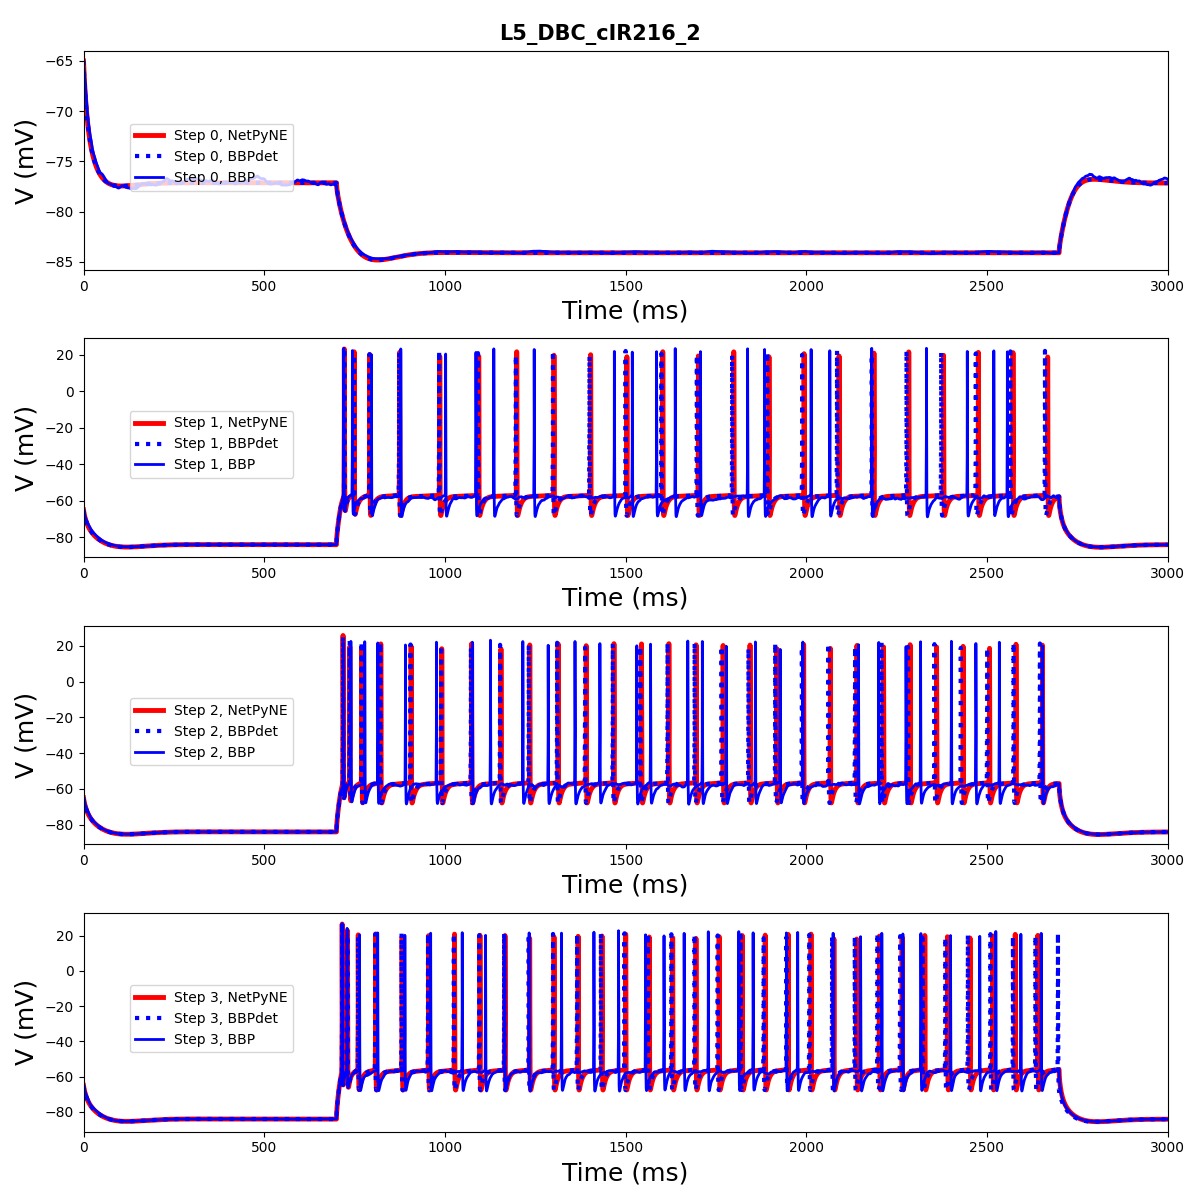 L5_DBC_cIR216_2
V (mV)
−65
−70
−75
−80
−85
Step 0, NetPyNE
Step 0, BBPdet
Step 0, BBP
0 500 1000 1500 2000 2500 3000
Time (ms)
V (mV)
20
0
−20
−40
−60
−80
Step 1, NetPyNE
Step 1, BBPdet
Step 1, BBP
0 500 1000 1500 2000 2500 3000
Time (ms)
V (mV)
20
0
−20
−40
−60
−80
Step 2, NetPyNE
Step 2, BBPdet
Step 2, BBP
0 500 1000 1500 2000 2500 3000
Time (ms)
V (mV)
20
0
−20
−40
−60
−80
Step 3, NetPyNE
Step 3, BBPdet
Step 3, BBP
0 500 1000 1500 2000 2500 3000
Time (ms)